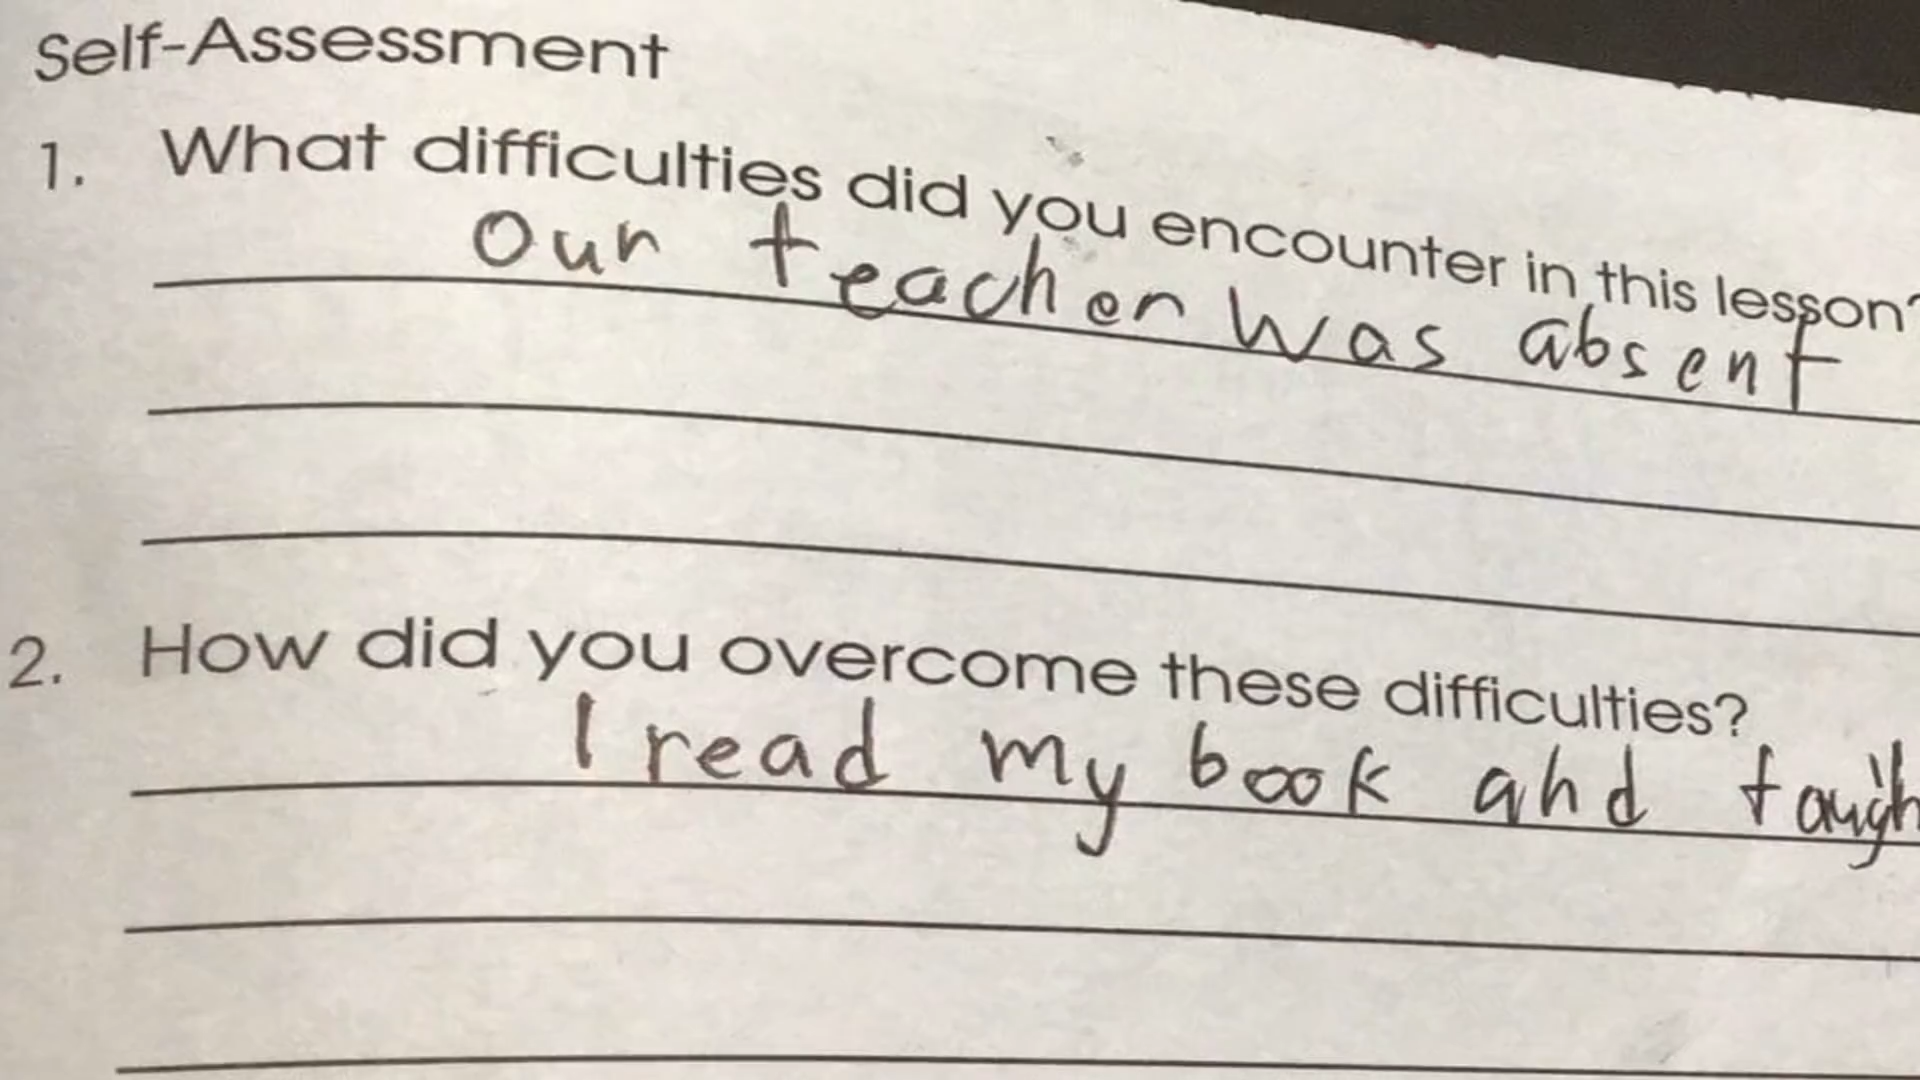 Self-Assessment
1. What difficulties did you encounter in this lesson?
Our teacher was absent
2. How did you overcome these difficulties?
I read my book and taugh